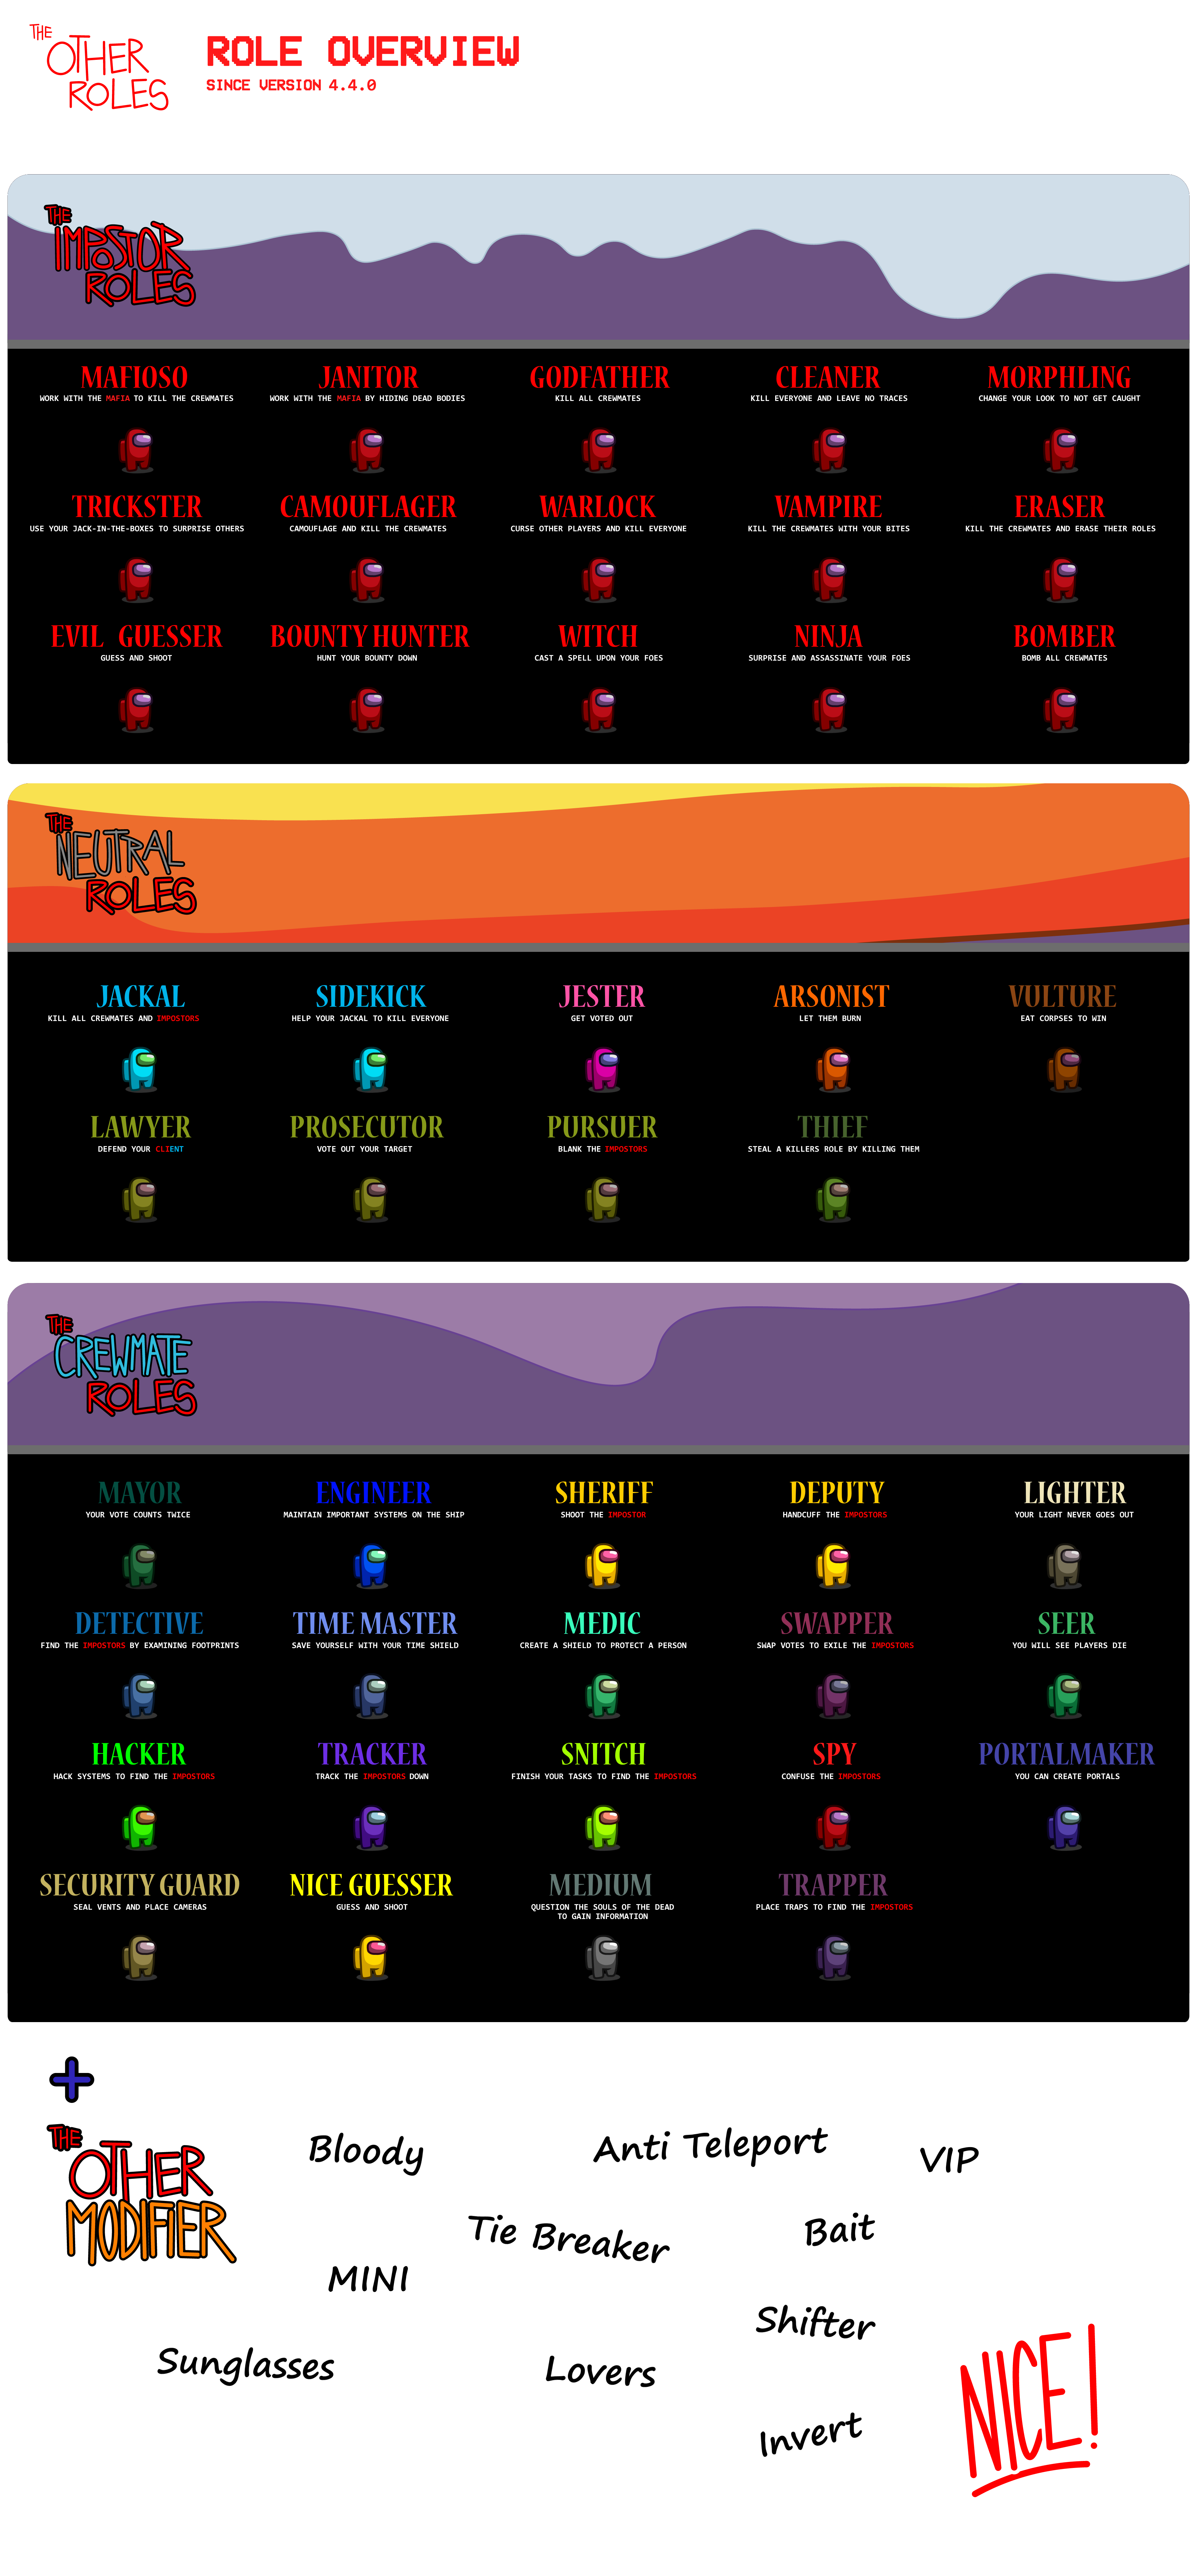 THE
OTHER
ROLES
ROLE OVERVIEW
SINCE VERSION 4.4.0
THE
IMPOSTOR
ROLES
MAFIOSO
WORK WITH THE MAFIA TO KILL THE CREWMATES
JANITOR
WORK WITH THE MAFIA BY HIDING DEAD BODIES
GODFATHER
KILL ALL CREWMATES
CLEANER
KILL EVERYONE AND LEAVE NO TRACES
MORPHLING
CHANGE YOUR LOOK TO NOT GET CAUGHT
TRICKSTER
USE YOUR JACK-IN-THE-BOXES TO SURPRISE OTHERS
CAMOUFLAGER
CAMOUFLAGE AND KILL THE CREWMATES
WARLOCK
CURSE OTHER PLAYERS AND KILL EVERYONE
VAMPIRE
KILL THE CREWMATES WITH YOUR BITES
ERASER
KILL THE CREWMATES AND ERASE THEIR ROLES
EVIL GUESSER
GUESS AND SHOOT
BOUNTY HUNTER
HUNT YOUR BOUNTY DOWN
WITCH
CAST A SPELL UPON YOUR FOES
NINJA
SURPRISE AND ASSASSINATE YOUR FOES
BOMBER
BOMB ALL CREWMATES
THE
NEUTRAL
ROLES
JACKAL
KILL ALL CREWMATES AND IMPOSTORS
SIDEKICK
HELP YOUR JACKAL TO KILL EVERYONE
JESTER
GET VOTED OUT
ARSONIST
LET THEM BURN
VULTURE
EAT CORPSES TO WIN
LAWYER
DEFEND YOUR CLIENT
PROSECUTOR
VOTE OUT YOUR TARGET
PURSUER
BLANK THE IMPOSTORS
THIEF
STEAL A KILLERS ROLE BY KILLING THEM
THE
CREWMATE
ROLES
MAYOR
YOUR VOTE COUNTS TWICE
ENGINEER
MAINTAIN IMPORTANT SYSTEMS ON THE SHIP
SHERIFF
SHOOT THE IMPOSTOR
DEPUTY
HANDCUFF THE IMPOSTORS
LIGHTER
YOUR LIGHT NEVER GOES OUT
DETECTIVE
FIND THE IMPOSTORS BY EXAMINING FOOTPRINTS
TIME MASTER
SAVE YOURSELF WITH YOUR TIME SHIELD
MEDIC
CREATE A SHIELD TO PROTECT A PERSON
SWAPPER
SWAP VOTES TO EXILE THE IMPOSTORS
SEER
YOU WILL SEE PLAYERS DIE
HACKER
HACK SYSTEMS TO FIND THE IMPOSTORS
TRACKER
TRACK THE IMPOSTORS DOWN
SNITCH
FINISH YOUR TASKS TO FIND THE IMPOSTORS
SPY
CONFUSE THE IMPOSTORS
PORTALMAKER
YOU CAN CREATE PORTALS
SECURITY GUARD
SEAL VENTS AND PLACE CAMERAS
NICE GUESSER
GUESS AND SHOOT
MEDIUM
QUESTION THE SOULS OF THE DEAD
TO GAIN INFORMATION
TRAPPER
PLACE TRAPS TO FIND THE IMPOSTORS
THE
OTHER
MODIFIER
Bloody
Anti Teleport
VIP
Tie Breaker
Bait
MINI
Shifter
Sunglasses
Lovers
Invert
NICE!